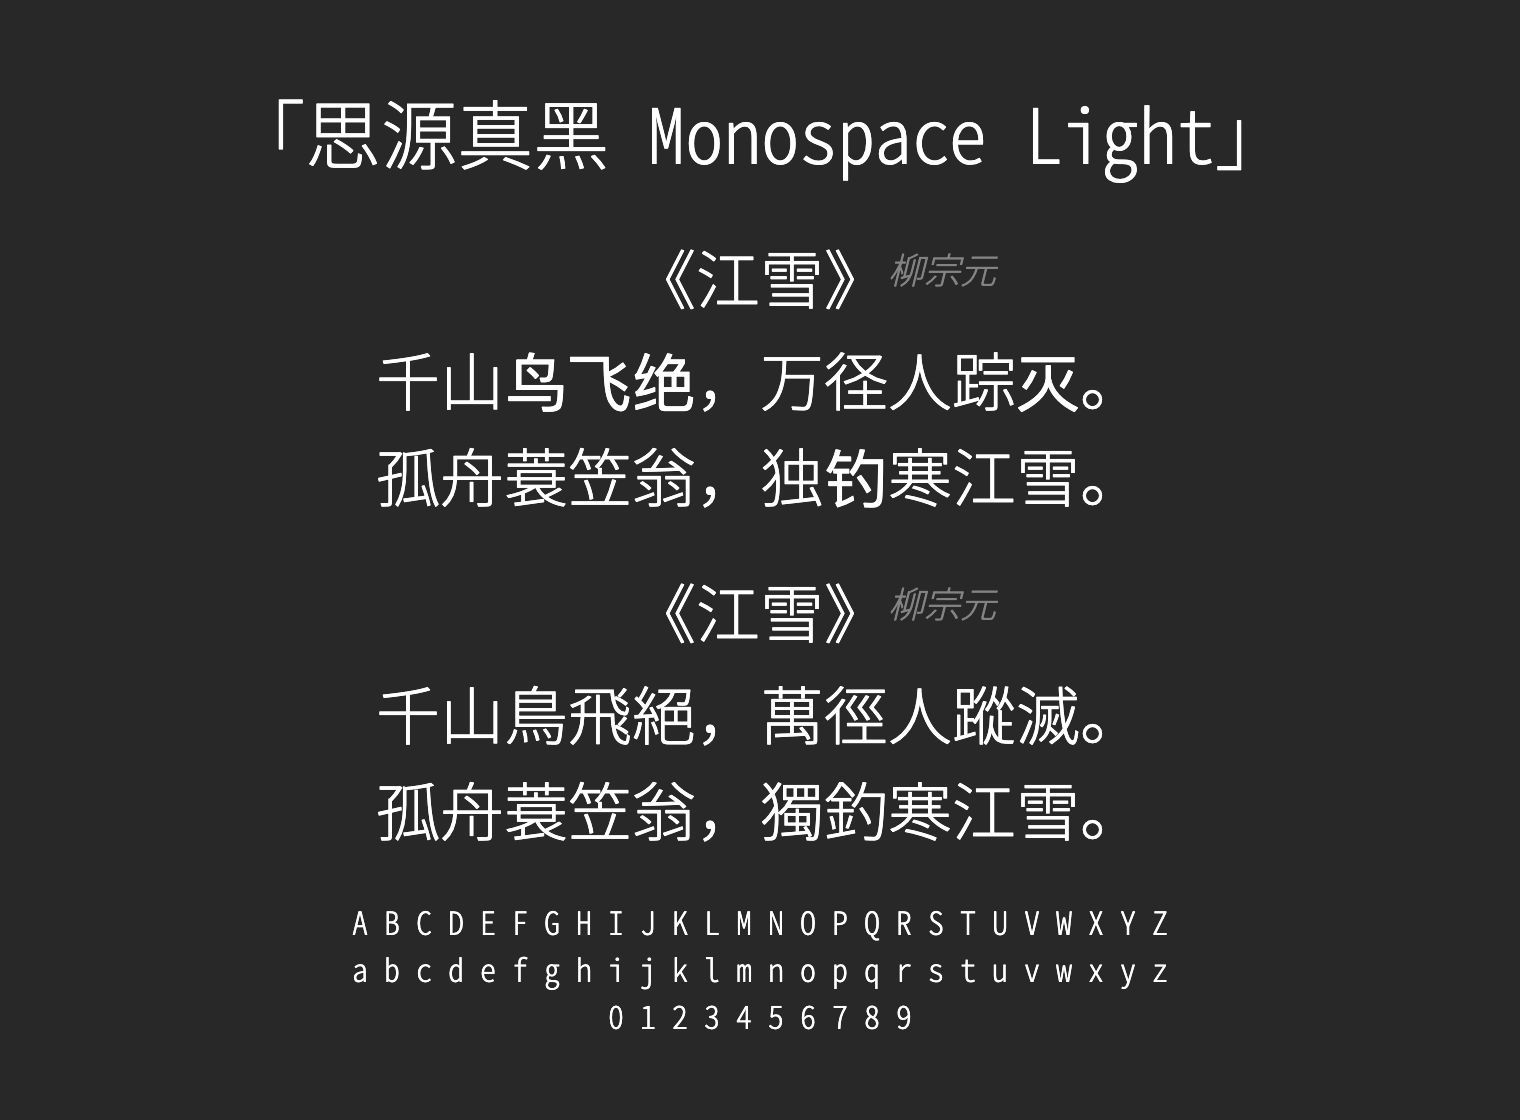 「思源真黑 Monospace Light」
《江雪》柳宗元
千山鸟飞绝，万径人踪灭。
孤舟蓑笠翁，独钓寒江雪。
《江雪》柳宗元
千山鳥飛絕，萬徑人蹤滅。
孤舟蓑笠翁，獨釣寒江雪。
A B C D E F G H I J K L M N O P Q R S T U V W X Y Z
a b c d e f g h i j k l m n o p q r s t u v w x y z
0 1 2 3 4 5 6 7 8 9